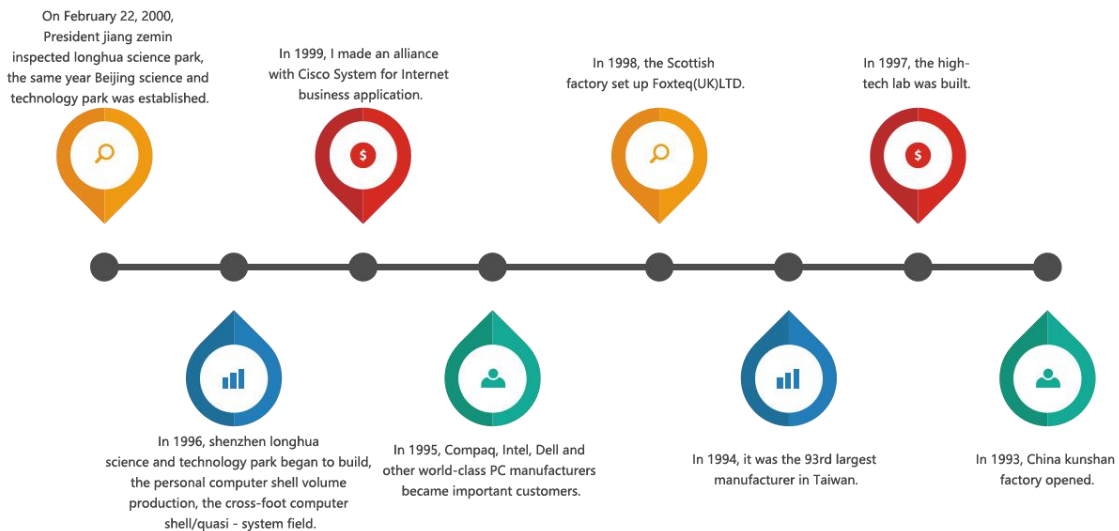 On February 22, 2000,
President jiang zemin
inspected longhua science park,
the same year Beijing science and
technology park was established.
In 1999, I made an alliance
with Cisco System for Internet
business application.
In 1998, the Scottish
factory set up Foxteq(UK)LTD.
In 1997, the high-
tech lab was built.
$
$
In 1996, shenzhen longhua
science and technology park began to build,
the personal computer shell volume
production, the cross-foot computer
shell/quasi - system field.
In 1995, Compaq, Intel, Dell and
other world-class PC manufacturers
became important customers.
In 1994, it was the 93rd largest
manufacturer in Taiwan.
In 1993, China kunshan
factory opened.